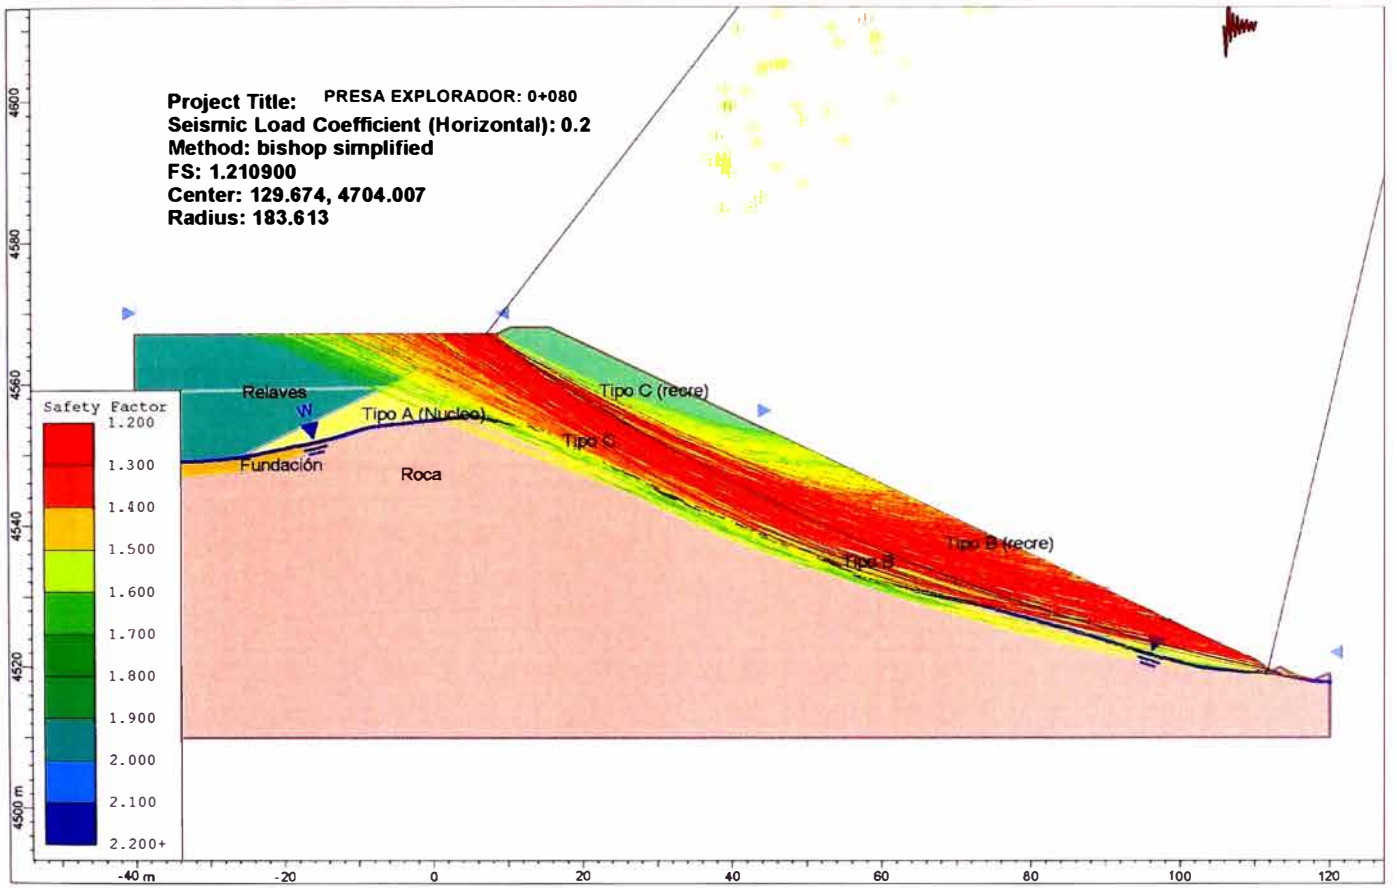 Project Title: PRESA EXPLORADOR: 0+080
Seismic Load Coefficient (Horizontal): 0.2
Method: bishop simplified
FS: 1.210900
Center: 129.674, 4704.007
Radius: 183.613
4600
4580
4560
4540
4520
4500 m
Relaves
Tipo C (recre)
W
Tipo A (Nucleo)
Tipo C
Fundación
Roca
Tipo B (recre)
Tipo B
W
Safety Factor
1.200
1.300
1.400
1.500
1.600
1.700
1.800
1.900
2.000
2.100
2.200+
-40 m
-20
0
20
40
60
80
100
120